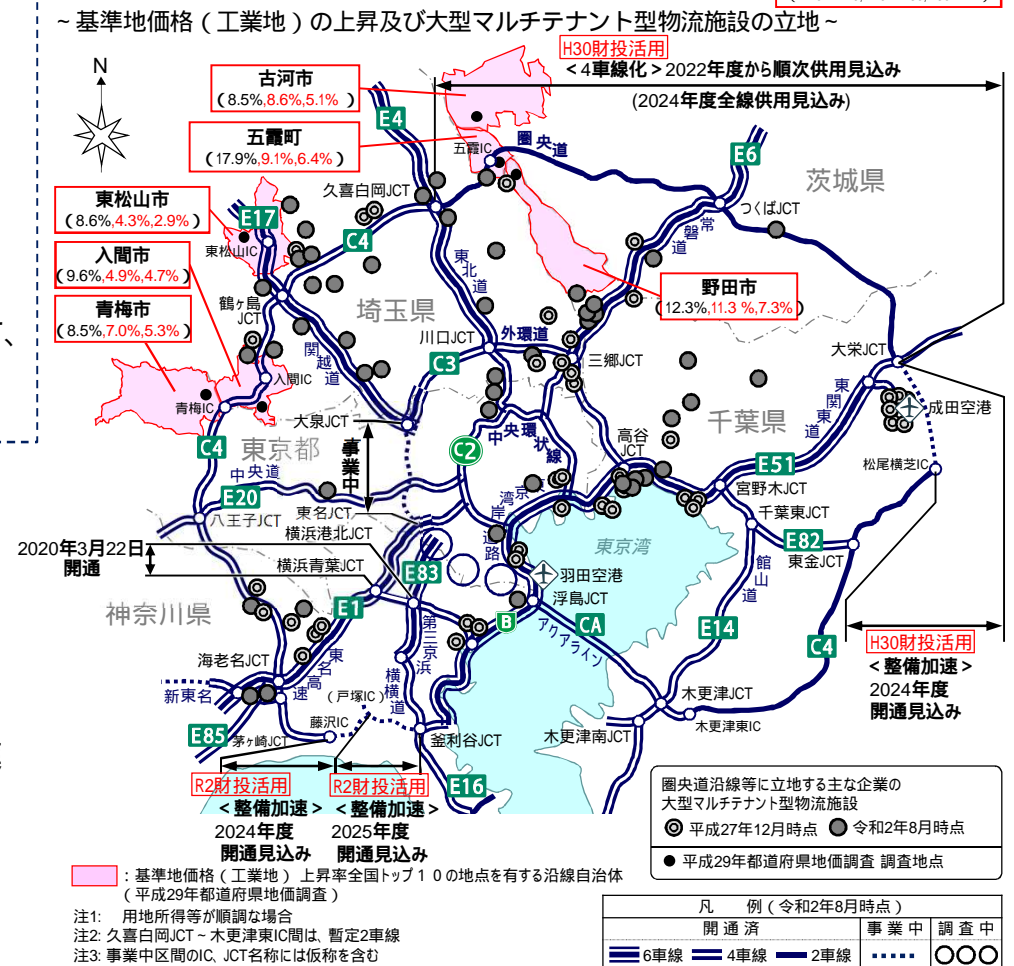 ~基準地価格（工業地）の上昇及び大型マルチテナント型物流施設の立地~
H30財投活用
<4車線化>2022年度から順次供用見込み
(2024年度全線供用見込み)
N
古河市
(8.5%,8.6%,5.1%)
五霞町
(17.9%,9.1%,6.4%)
東松山市
(8.6%,4.3%,2.9%)
入間市
(9.6%,4.9%,4.7%)
青梅市
(8.5%,7.0%,5.3%)
野田市
(12.3%,11.3%,7.3%)
E4
五霞IC
圏央道
E6
茨城県
久喜白岡JCT
つくばJCT
常磐道
E17
東松山IC
C4
東北道
鶴ヶ島JCT
埼玉県
川口JCT
外環道
C3
三郷JCT
大栄JCT
関越道
入間IC
青梅IC
大泉JCT
東関東道
成田空港
千葉県
C4
東京都
事業中
C2
中央環状線
高谷JCT
松尾横芝IC
中央道
E20
E51
宮野木JCT
八王子JCT
東名JCT
湾岸道路
東京
千葉東JCT
横浜港北JCT
東京湾
E82
東金JCT
2020年3月22日
開通
横浜青葉JCT
E83
羽田空港
館山道
神奈川県
E1
浮島JCT
B
CA
アクアライン
E14
C4
第三京浜
H30財投活用
<整備加速>
2024年度
開通見込み
海老名JCT
東名高速
横横道
新東名
(戸塚IC)
木更津JCT
木更津東IC
藤沢IC
E85
茅ヶ崎JCT
釜利谷JCT
木更津南JCT
E16
R2財投活用
<整備加速>
2024年度
開通見込み
R2財投活用
<整備加速>
2025年度
開通見込み
圏央道沿線等に立地する主な企業の
大型マルチテナント型物流施設
平成27年12月時点 令和2年8月時点
平成29年都道府県地価調査 調査地点
：基準地価格（工業地）上昇率全国トップ10の地点を有する沿線自治体
（平成29年都道府県地価調査）
注1: 用地所得等が順調な場合
注2: 久喜白岡JCT~木更津東IC間は、暫定2車線
注3: 事業中区間のIC、JCT名称には仮称を含む
凡 例（令和2年8月時点）
開通済 事業中 調査中
6車線 4車線 2車線